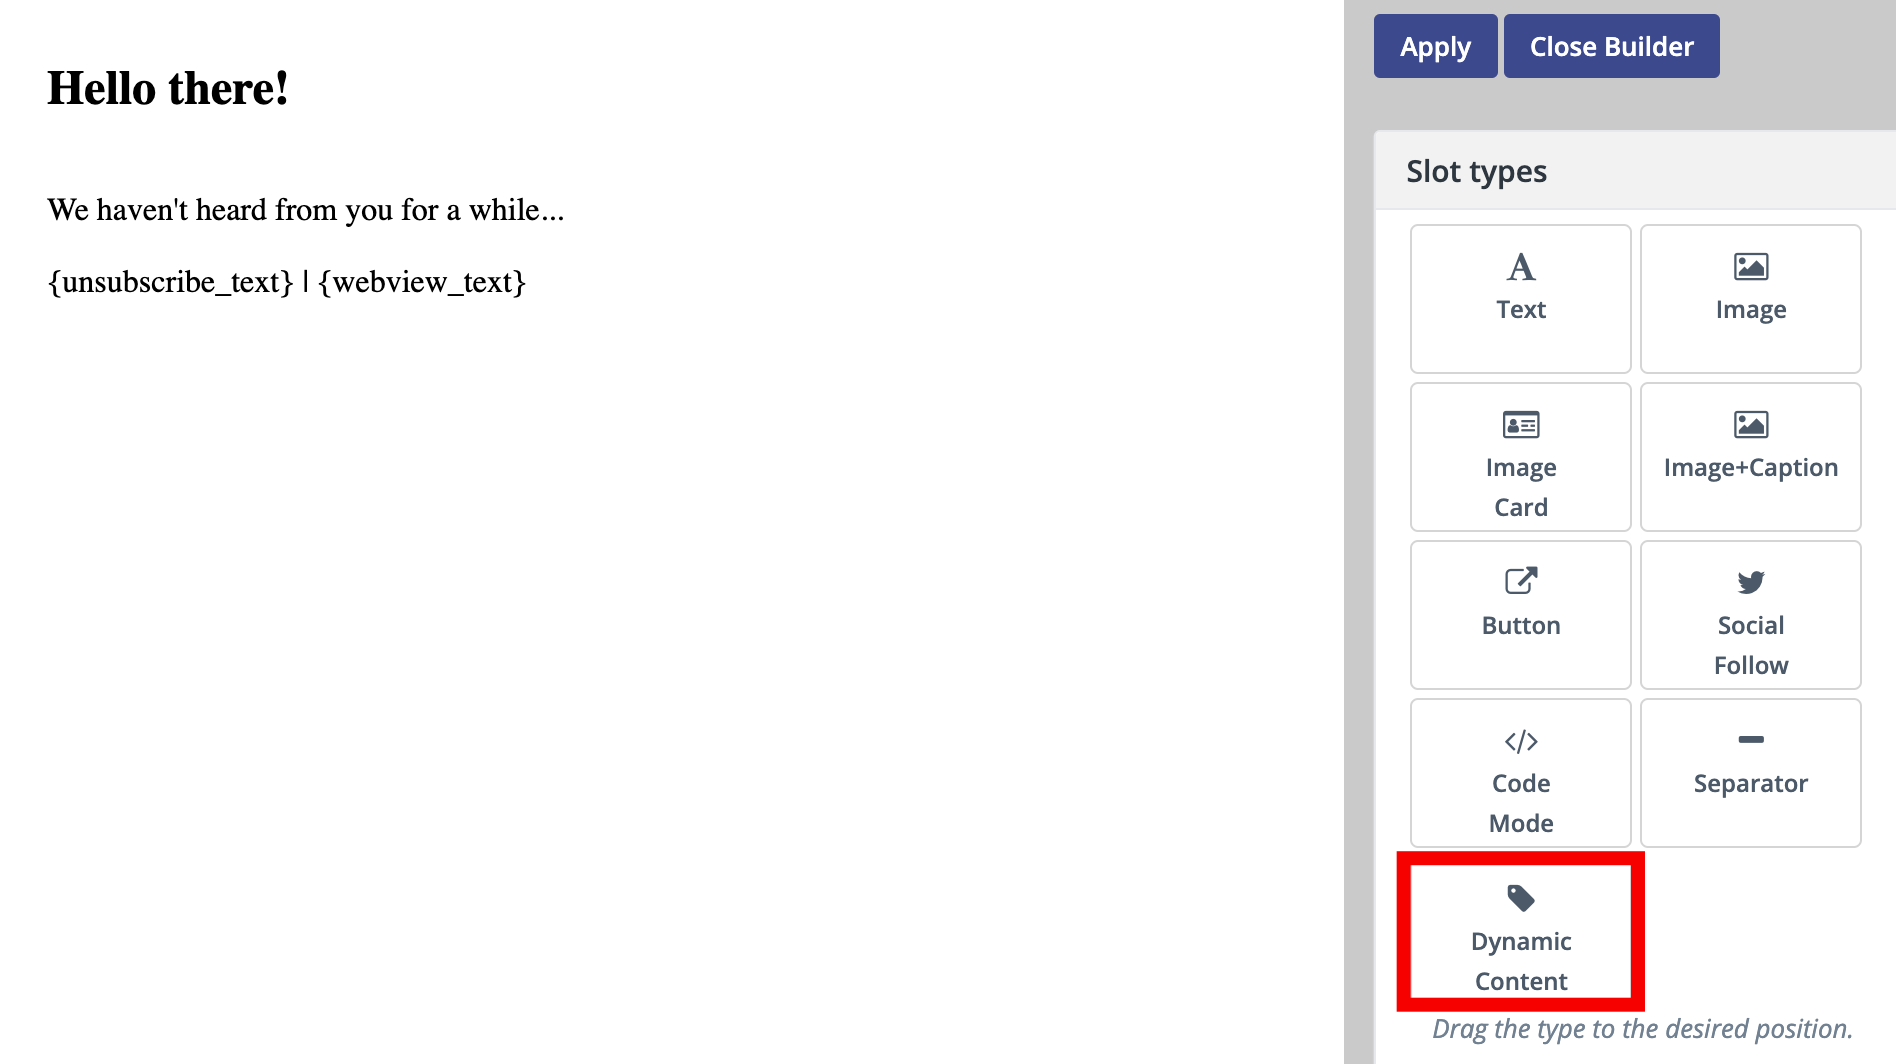 Hello there!
We haven't heard from you for a while...
{unsubscribe_text} | {webview_text}
Apply
Close Builder
Slot types
Text
Image
Image
Card
Image+Caption
Button
Social
Follow
Code
Mode
Separator
Dynamic
Content
Drag the type to the desired position.